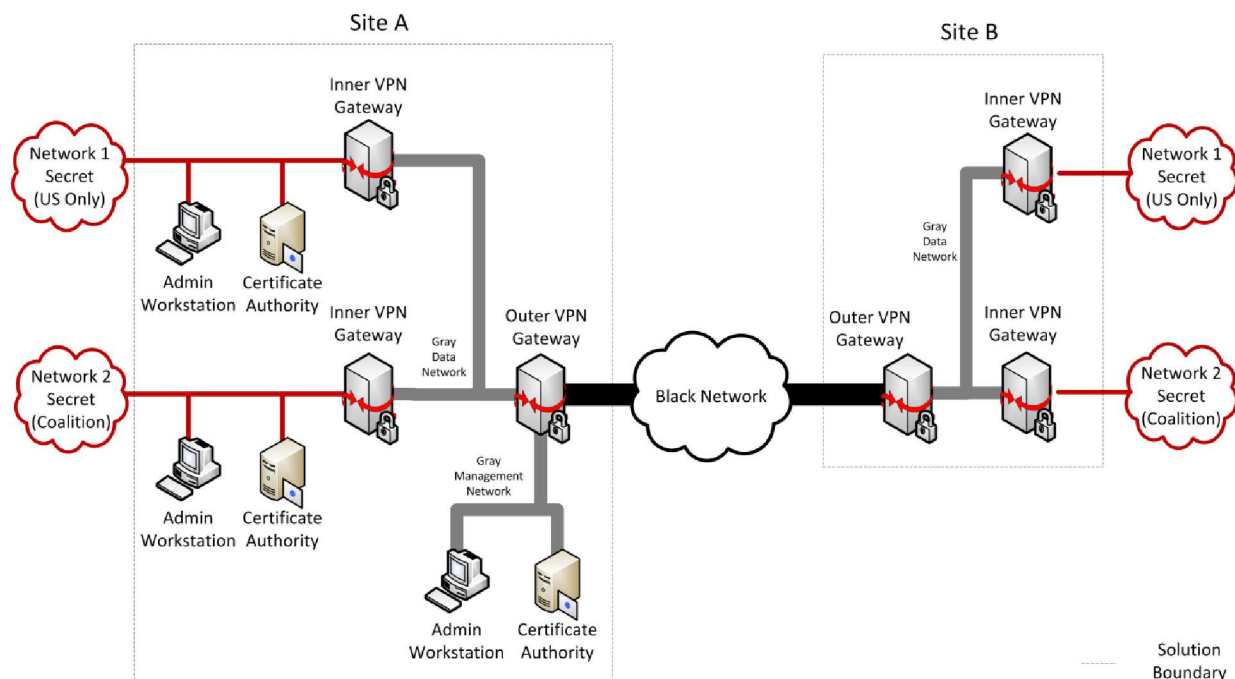 Site A
Site B
Inner VPN
Gateway
Inner VPN
Gateway
Network 1
Secret
(US Only)
Network 1
Secret
(US Only)
Gray
Data
Network
Admin
Workstation
Certificate
Authority
Inner VPN
Gateway
Outer VPN
Gateway
Outer VPN
Gateway
Inner VPN
Gateway
Gray
Data
Network
Network 2
Secret
(Coalition)
Black Network
Network 2
Secret
(Coalition)
Gray
Management
Network
Admin
Workstation
Certificate
Authority
Admin
Workstation
Certificate
Authority
Solution
Boundary